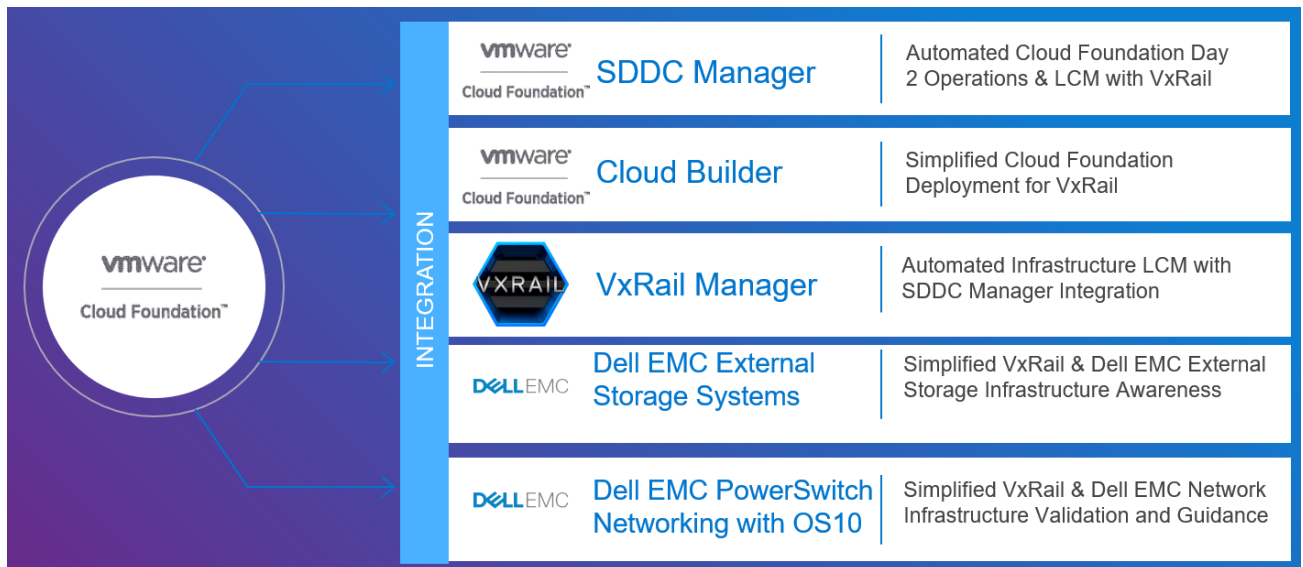 vmware®
Cloud Foundation™
INTEGRATION
vmware®
Cloud Foundation™
SDDC Manager
Automated Cloud Foundation Day
2 Operations & LCM with VxRail
vmware®
Cloud Foundation™
Cloud Builder
Simplified Cloud Foundation
Deployment for VxRail
VXRAIL
VxRail Manager
Automated Infrastructure LCM with
SDDC Manager Integration
DELLEMC
Dell EMC External
Storage Systems
Simplified VxRail & Dell EMC External
Storage Infrastructure Awareness
DELLEMC
Dell EMC PowerSwitch
Networking with OS10
Simplified VxRail & Dell EMC Network
Infrastructure Validation and Guidance